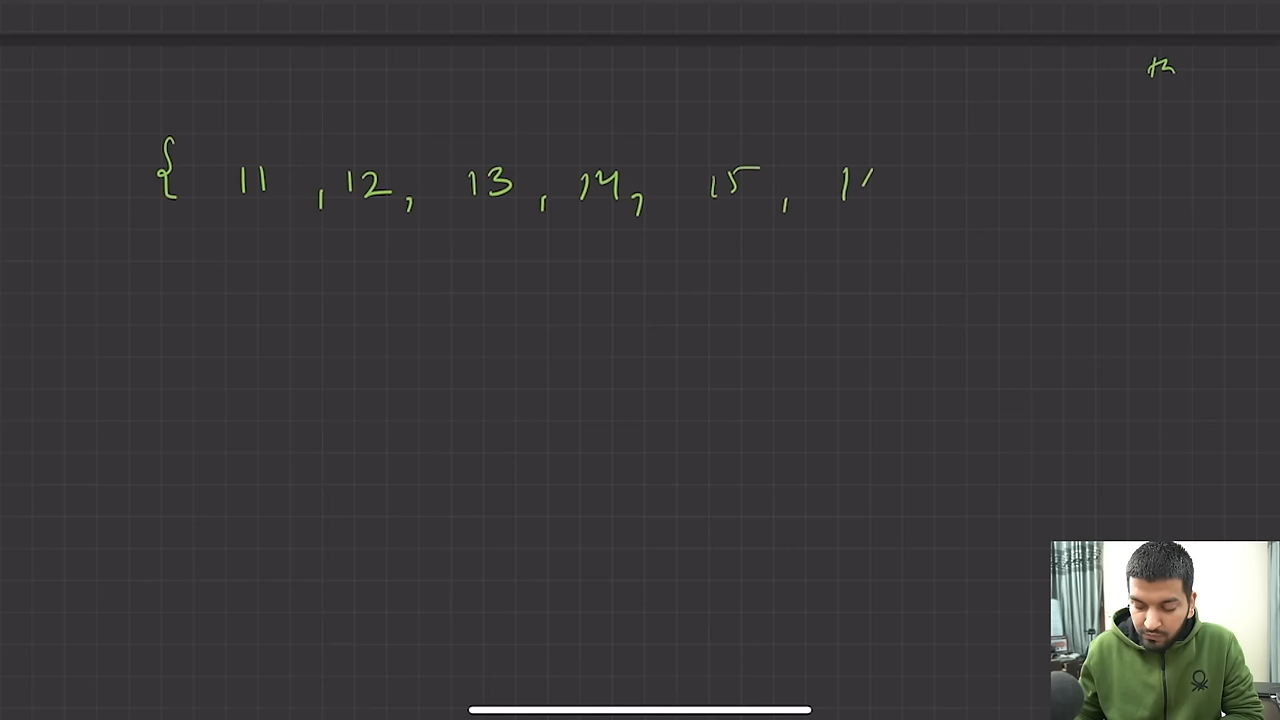 { 11 , 12 , 13 , 14 , 15 ,